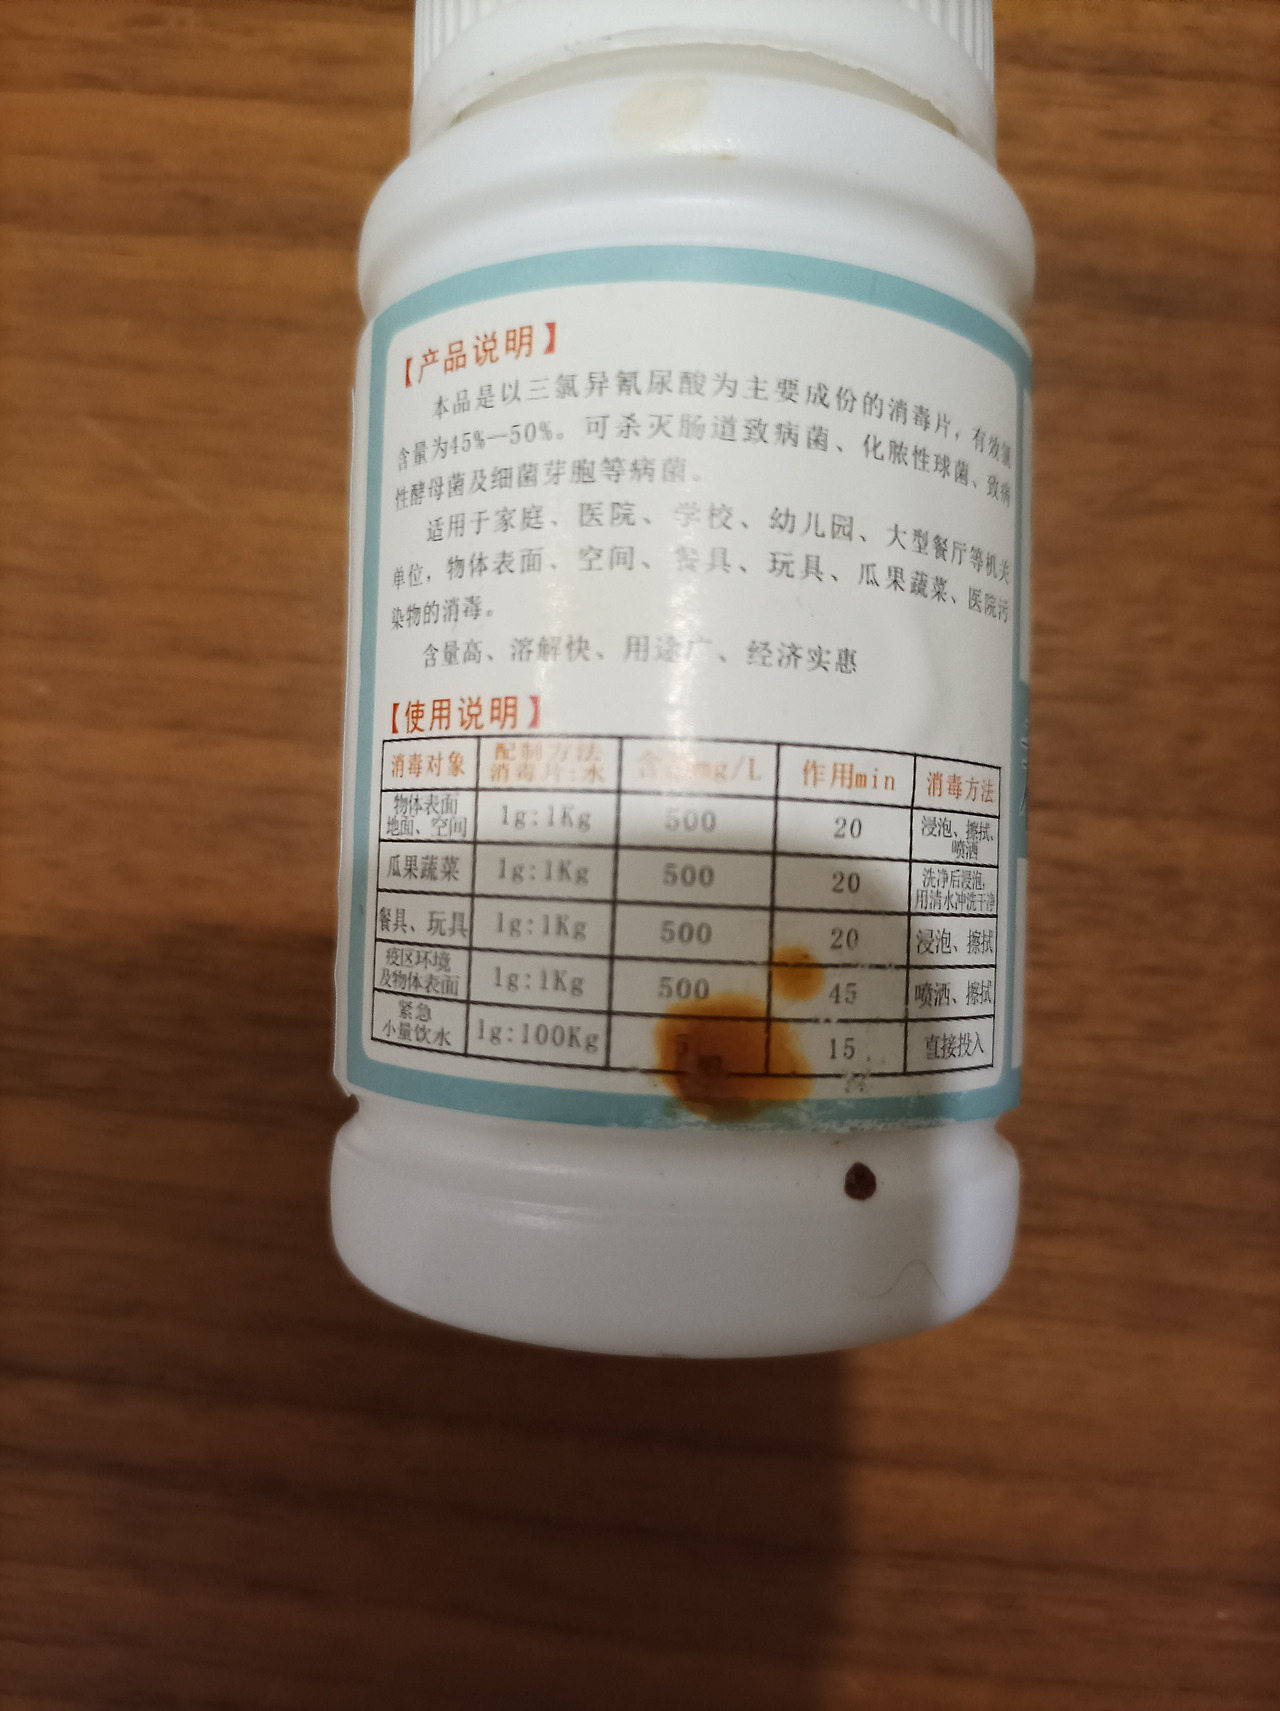 【产品说明】
本品是以三氯异氰尿酸为主要成份的消毒片，有效氯
含量为45%—50%。可杀灭肠道致病菌、化脓性球菌、致病
性酵母菌及细菌芽胞等病菌。
适用于家庭、医院、学校、幼儿园、大型餐厅等机关
单位，物体表面、空间、餐具、玩具、瓜果蔬菜、医院污
染物的消毒。
含量高、溶解快、用途广、经济实惠
【使用说明】
消毒对象 配制方法 消毒片:水 含 mg/L 作用min 消毒方法
物体表面 地面、空间 1g:1Kg 500 20 浸泡、擦拭、喷洒
瓜果蔬菜 1g:1Kg 500 20 洗净后浸泡,用清水冲洗干净
餐具、玩具 1g:1Kg 500 20 浸泡、擦拭
疫区环境 及物体表面 1g:1Kg 500 45 喷洒、擦拭
紧急 小量饮水 1g:100Kg 5 15 直接投入